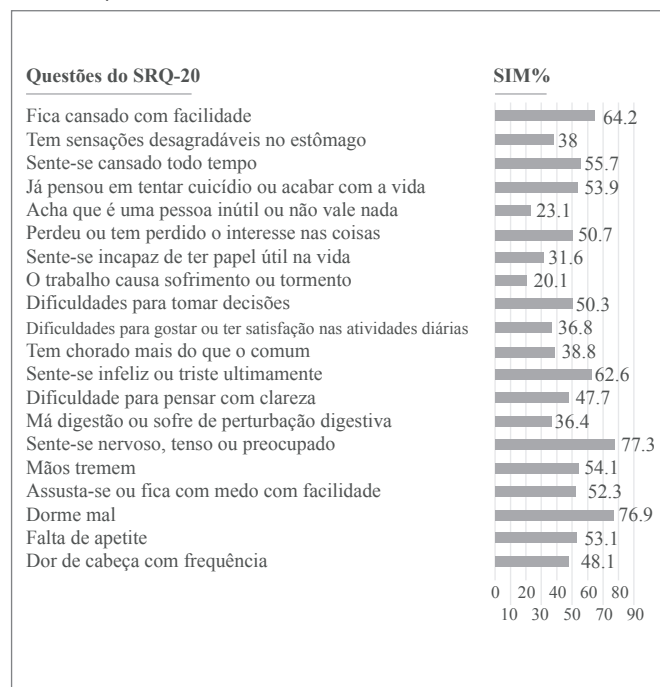 Questões do SRQ-20 SIM%
Fica cansado com facilidade 64.2
Tem sensações desagradáveis no estômago 38
Sente-se cansado todo tempo 55.7
Já pensou em tentar cuicídio ou acabar com a vida 53.9
Acha que é uma pessoa inútil ou não vale nada 23.1
Perdeu ou tem perdido o interesse nas coisas 50.7
Sente-se incapaz de ter papel útil na vida 31.6
O trabalho causa sofrimento ou tormento 20.1
Dificuldades para tomar decisões 50.3
Dificuldades para gostar ou ter satisfação nas atividades diárias 36.8
Tem chorado mais do que o comum 38.8
Sente-se infeliz ou triste ultimamente 62.6
Dificuldade para pensar com clareza 47.7
Má digestão ou sofre de perturbação digestiva 36.4
Sente-se nervoso, tenso ou preocupado 77.3
Mãos tremem 54.1
Assusta-se ou fica com medo com facilidade 52.3
Dorme mal 76.9
Falta de apetite 53.1
Dor de cabeça com frequência 48.1
0 20 40 60 80
10 30 50 70 90